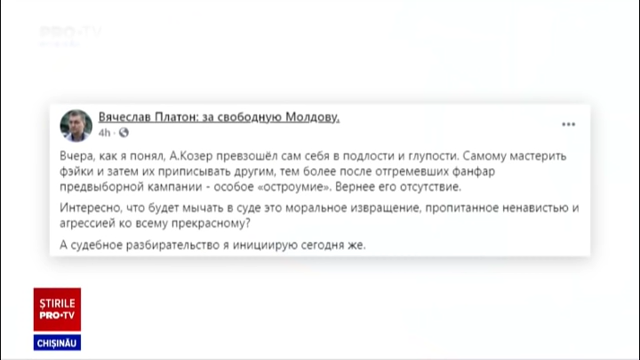 PRO•TV
Вячеслав Платон: за свободную Молдову.
4h ·
Вчера, как я понял, А.Козер превзошёл сам себя в подлости и глупости. Самому мастерить
фэйки и затем их приписывать другим, тем более после отгремевших фанфар
предвыборной кампании - особое «остроумие». Вернее его отсутствие.
Интересно, что будет мычать в суде это моральное извращение, пропитанное ненавистью и
агрессией ко всему прекрасному?
А судебное разбирательство я инициирую сегодня же.
ȘTIRILE
PRO•TV
CHIȘINĂU